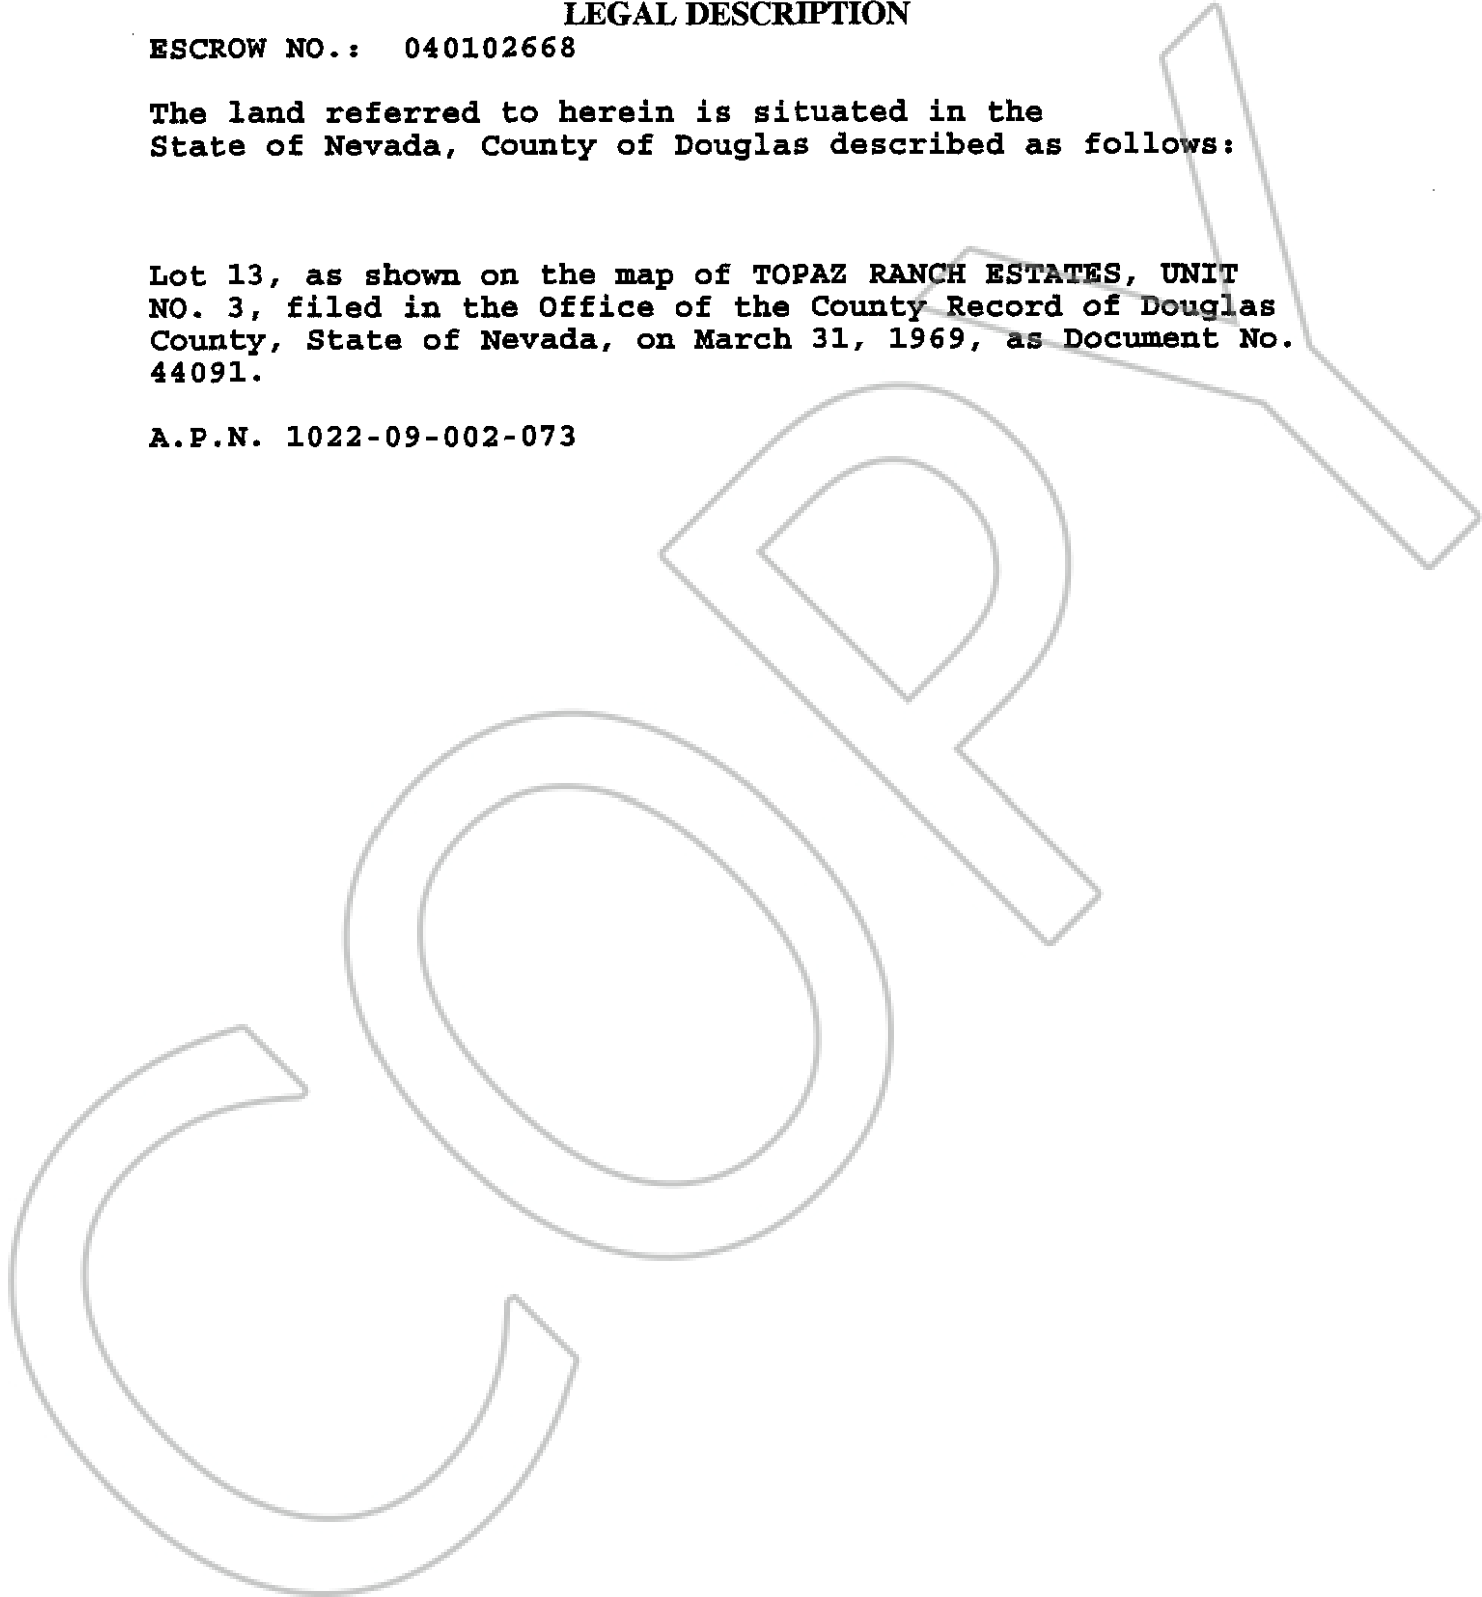 LEGAL DESCRIPTION
ESCROW NO.: 040102668
The land referred to herein is situated in the
State of Nevada, County of Douglas described as follows:
Lot 13, as shown on the map of TOPAZ RANCH ESTATES, UNIT
NO. 3, filed in the Office of the County Record of Douglas
County, State of Nevada, on March 31, 1969, as Document No.
44091.
A.P.N. 1022-09-002-073
COPY